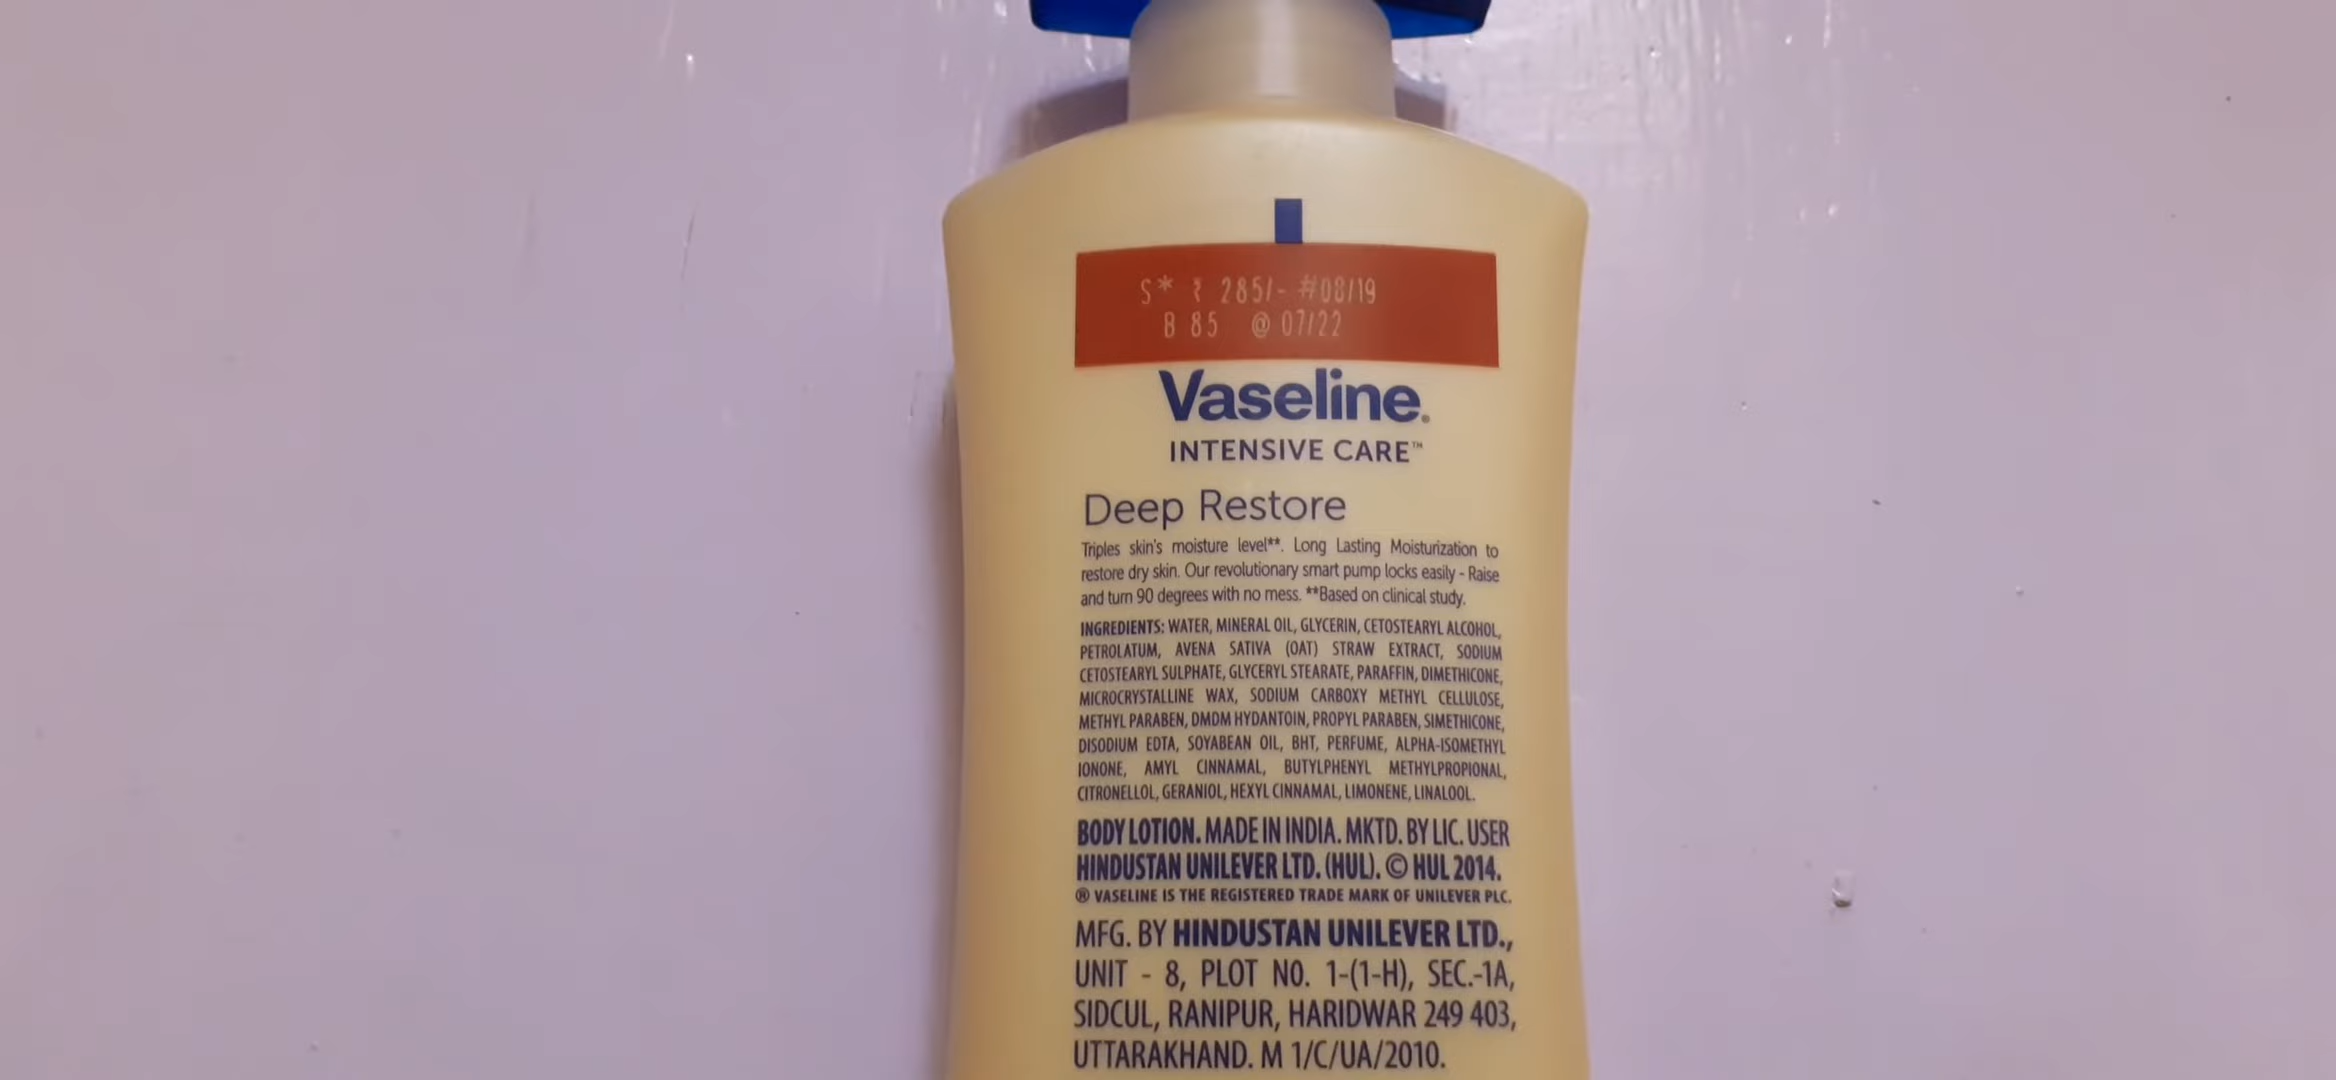 S* ₹ 285/- #08/19
B 85 @ 07/22
Vaseline®
INTENSIVE CARE™
Deep Restore
Triples skin's moisture level**. Long Lasting Moisturization to
restore dry skin. Our revolutionary smart pump locks easily - Raise
and turn 90 degrees with no mess. **Based on clinical study.
INGREDIENTS: WATER, MINERAL OIL, GLYCERIN, CETOSTEARYL ALCOHOL,
PETROLATUM, AVENA SATIVA (OAT) STRAW EXTRACT, SODIUM
CETOSTEARYL SULPHATE, GLYCERYL STEARATE, PARAFFIN, DIMETHICONE,
MICROCRYSTALLINE WAX, SODIUM CARBOXY METHYL CELLULOSE,
METHYL PARABEN, DMDM HYDANTOIN, PROPYL PARABEN, SIMETHICONE,
DISODIUM EDTA, SOYABEAN OIL, BHT, PERFUME, ALPHA-ISOMETHYL
IONONE, AMYL CINNAMAL, BUTYLPHENYL METHYLPROPIONAL,
CITRONELLOL, GERANIOL, HEXYL CINNAMAL, LIMONENE, LINALOOL.
BODY LOTION. MADE IN INDIA. MKTD. BY LIC. USER
HINDUSTAN UNILEVER LTD. (HUL). © HUL 2014.
® VASELINE IS THE REGISTERED TRADE MARK OF UNILEVER PLC.
MFG. BY HINDUSTAN UNILEVER LTD.,
UNIT - 8, PLOT NO. 1-(1-H), SEC.-1A,
SIDCUL, RANIPUR, HARIDWAR 249 403,
UTTARAKHAND. M 1/C/UA/2010.